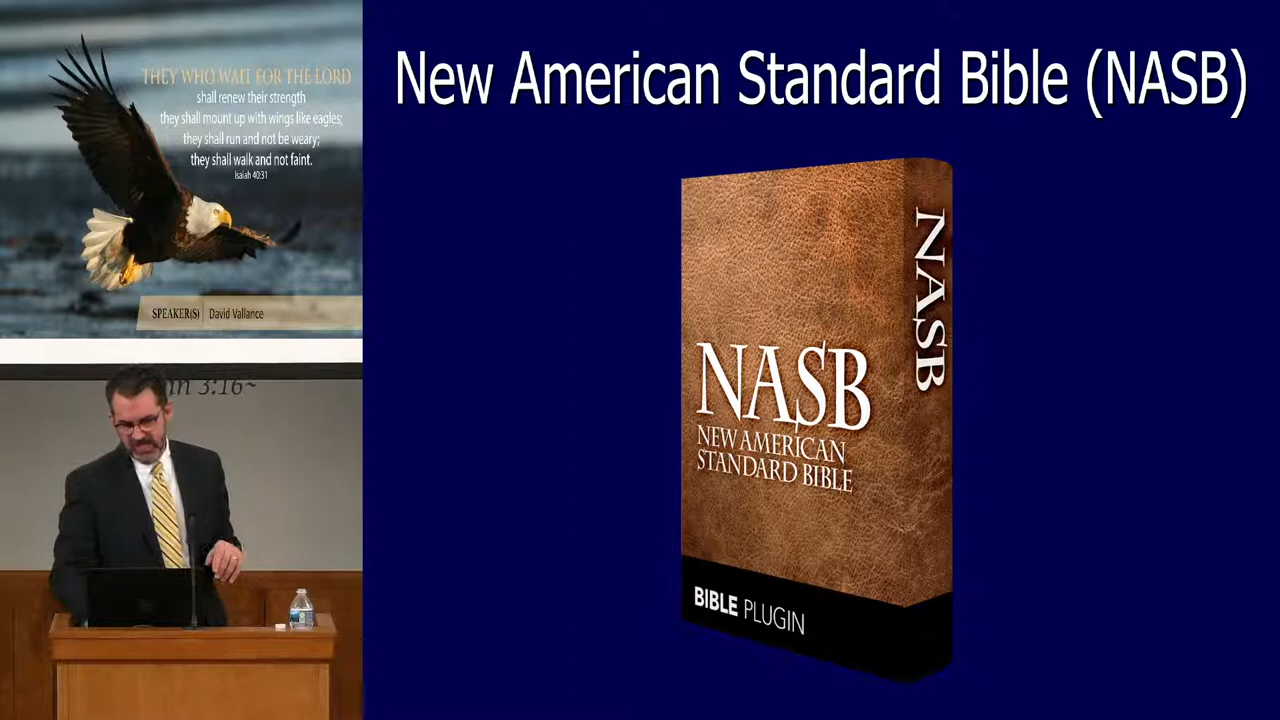 THEY WHO WAIT FOR THE LORD
shall renew their strength
they shall mount up with wings like eagles;
they shall run and not be weary;
they shall walk and not faint.
Isaiah 40:31
SPEAKER(S) David Vallance
3:16~
New American Standard Bible (NASB)
NASB
NEW AMERICAN
STANDARD BIBLE
BIBLE PLUGIN
NASB